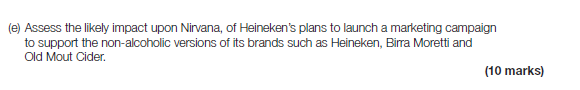 (e) Assess the likely impact upon Nirvana, of Heineken's plans to launch a marketing campaign
to support the non-alcoholic versions of its brands such as Heineken, Birra Moretti and
Old Mout Cider.
(10 marks)